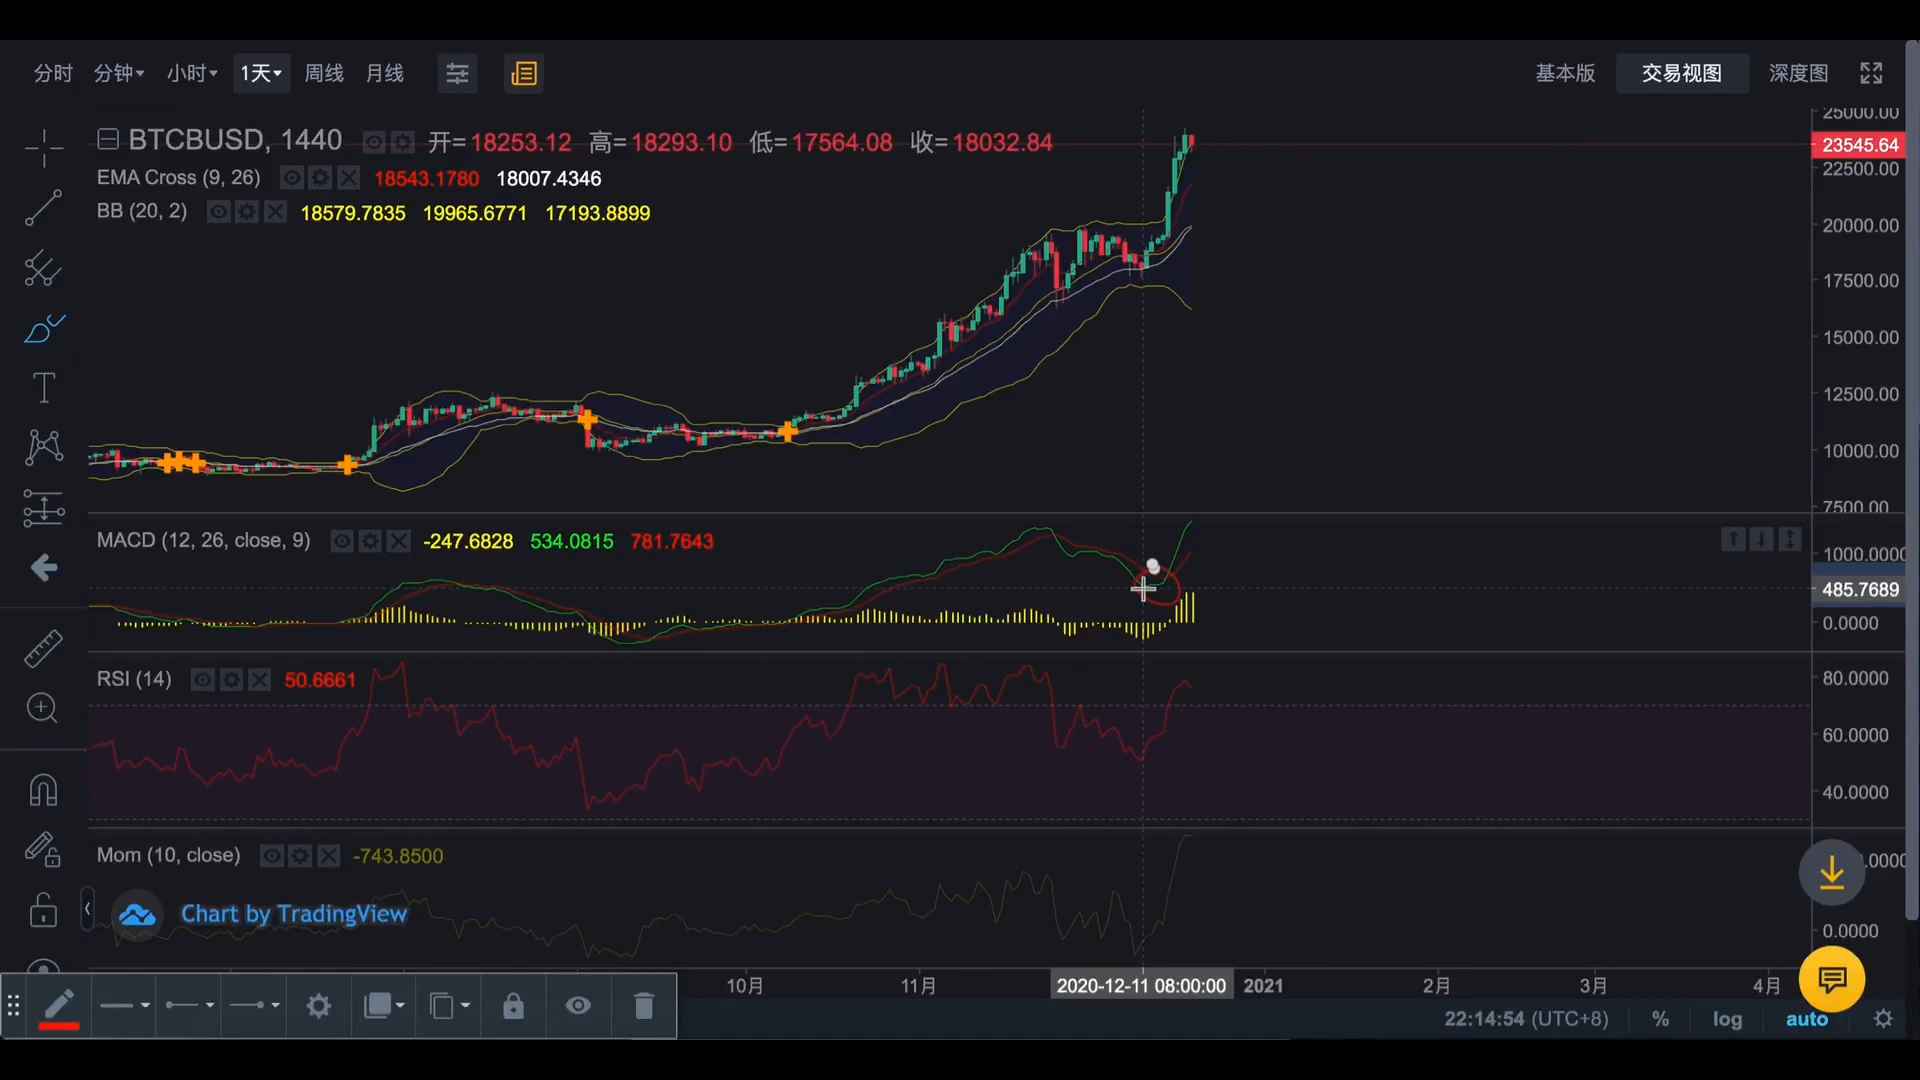 分时 分钟 小时 1天 周线 月线 基本版 交易视图 深度图
BTCBUSD, 1440 开=18253.12 高=18293.10 低=17564.08 收=18032.84
EMA Cross (9, 26) 18543.1780 18007.4346
BB (20, 2) 18579.7835 19965.6771 17193.8899
25000.00
23545.64
22500.00
20000.00
17500.00
15000.00
12500.00
10000.00
7500.00
MACD (12, 26, close, 9) -247.6828 534.0815 781.7643
1000.0000
485.7689
0.0000
RSI (14) 50.6661
80.0000
60.0000
40.0000
Mom (10, close) -743.8500
Chart by TradingView
0.0000
10月 11月 2020-12-11 08:00:00 2021 2月 3月 4月
22:14:54 (UTC+8) % log auto